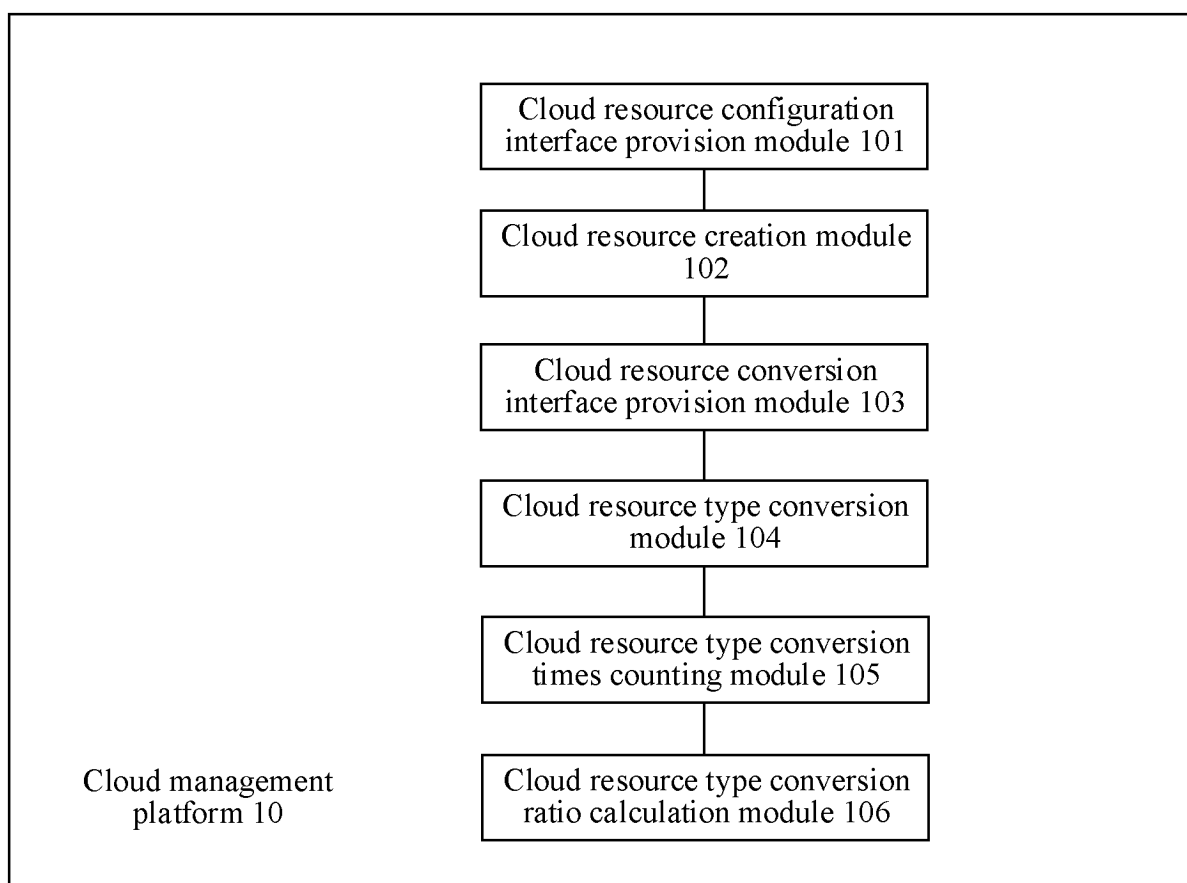 Cloud resource configuration
interface provision module 101
Cloud resource creation module
102
Cloud resource conversion
interface provision module 103
Cloud resource type conversion
module 104
Cloud resource type conversion
times counting module 105
Cloud management
platform 10
Cloud resource type conversion
ratio calculation module 106